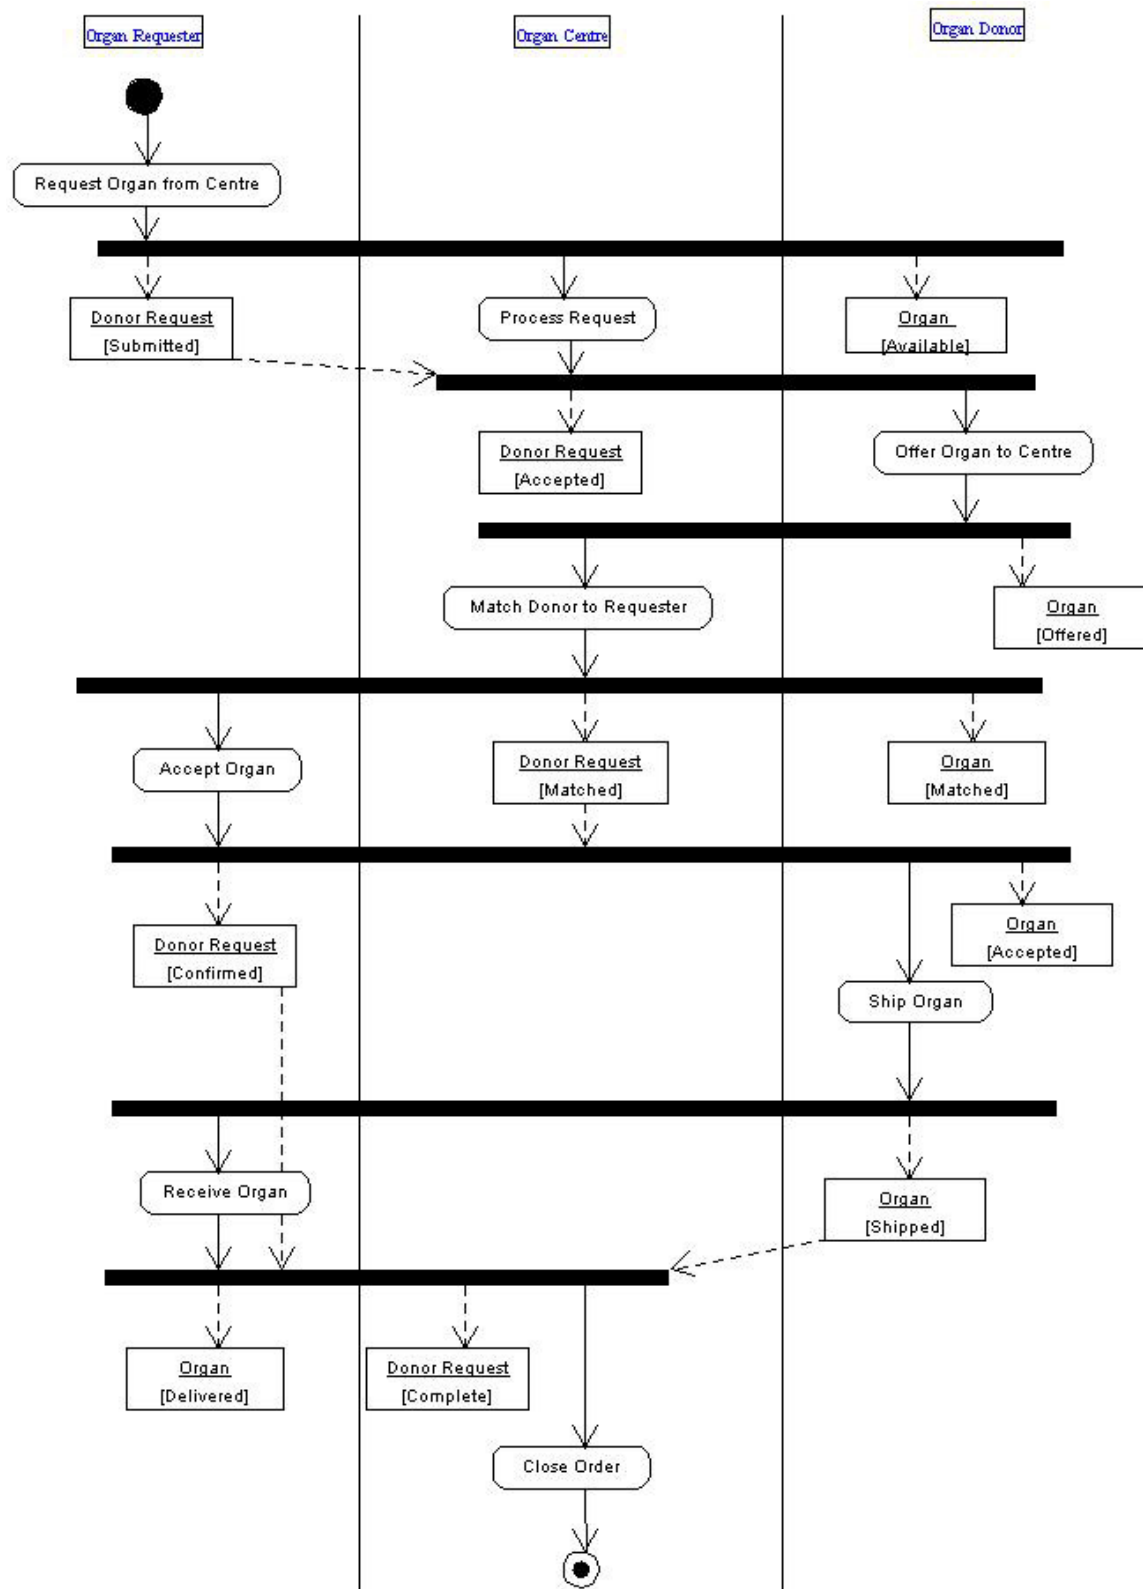 Organ Requester
Organ Centre
Organ Donor
Request Organ from Centre
Donor Request
[Submitted]
Process Request
Organ
[Available]
Donor Request
[Accepted]
Offer Organ to Centre
Match Donor to Requester
Organ
[Offered]
Accept Organ
Donor Request
[Matched]
Organ
[Matched]
Donor Request
[Confirmed]
Organ
[Accepted]
Ship Organ
Receive Organ
Organ
[Shipped]
Organ
[Delivered]
Donor Request
[Complete]
Close Order